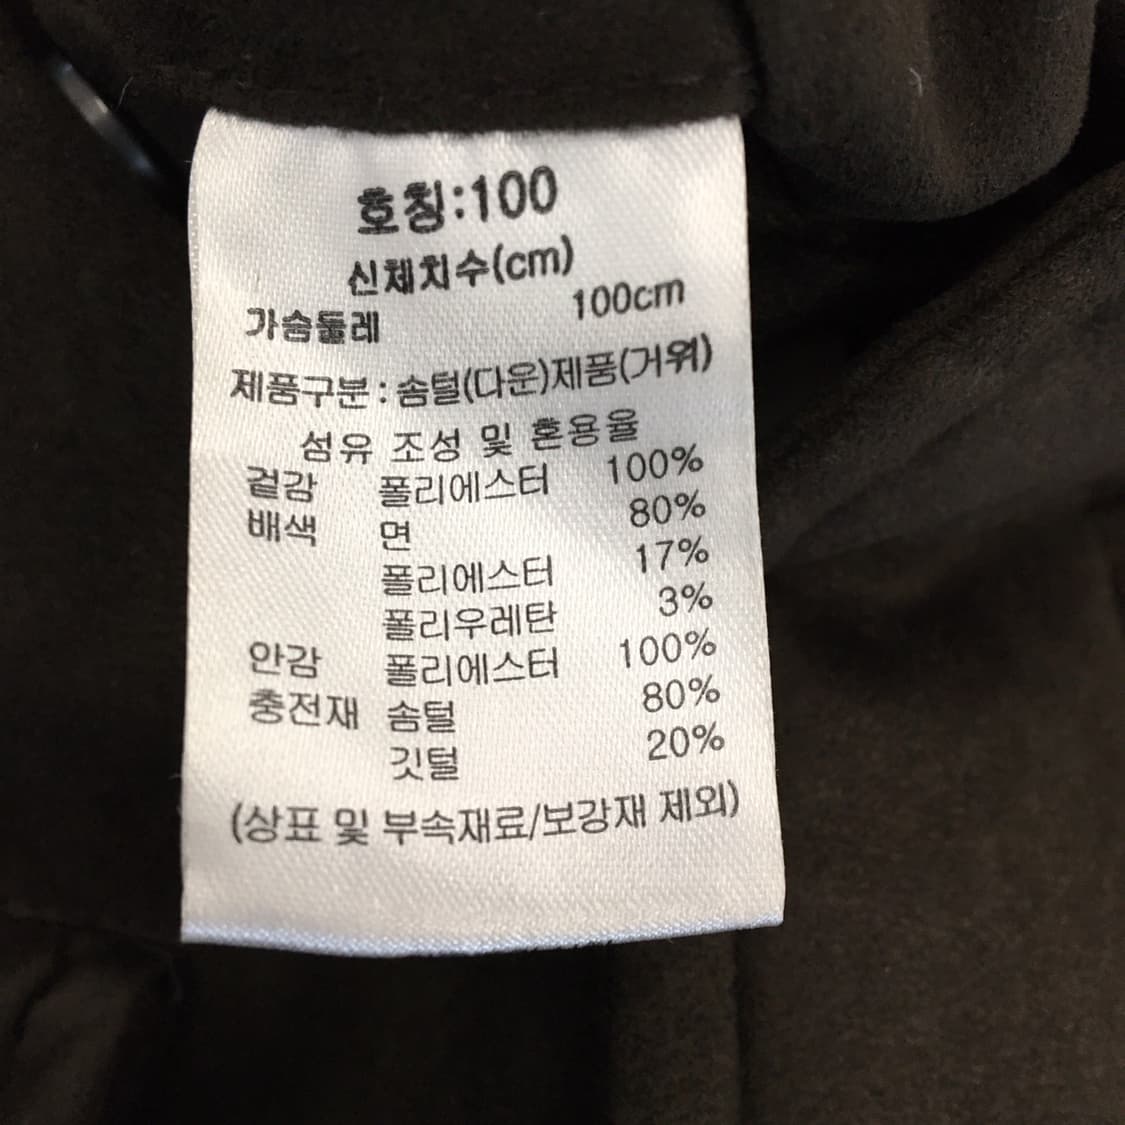 호칭:100
신체치수(cm)
가슴둘레 100cm
제품구분 : 솜털(다운)제품(거위)
섬유 조성 및 혼용율
겉감 폴리에스터 100%
배색 면 80%
폴리에스터 17%
폴리우레탄 3%
안감 폴리에스터 100%
충전재 솜털 80%
깃털 20%
(상표 및 부속재료/보강재 제외)